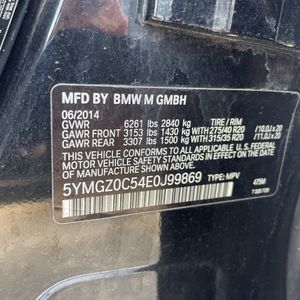 MFD BY BMW M GMBH
06/2014
GVWR 6261 lbs 2840 kg TIRE / RIM
GAWR FRONT 3153 lbs 1430 kg WITH 275/40 R20 /10.0J x 20
GAWR REAR 3307 lbs 1500 kg WITH 315/35 R20 /11.0J x 20
THIS VEHICLE CONFORMS TO ALL APPLICABLE
U.S. FEDERAL MOTOR VEHICLE SAFETY
STANDARDS IN EFFECT ON THE DATE OF
MANUFACTURE SHOWN ABOVE.
5YMGZ0C54E0J99869 TYPE: MPV 475M